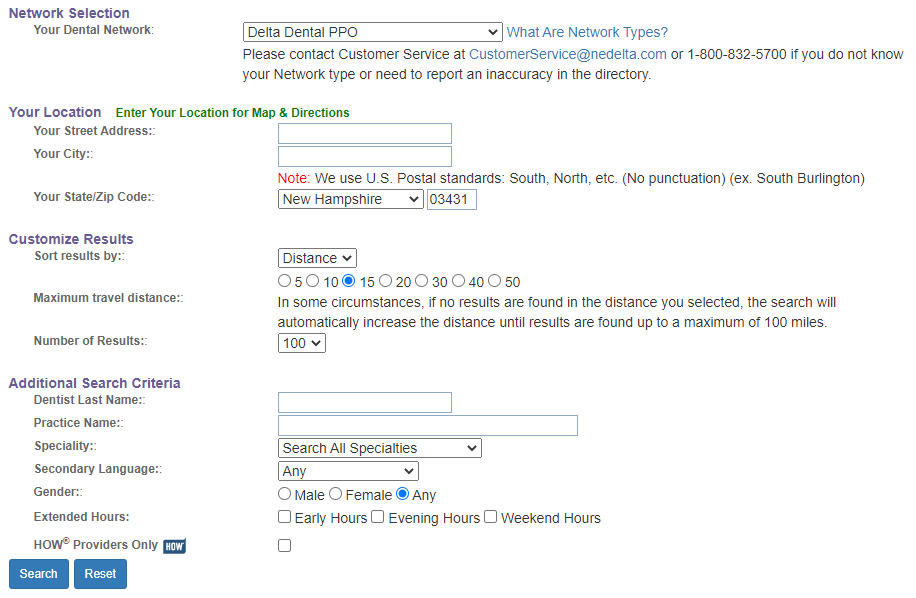 Network Selection
Your Dental Network: Delta Dental PPO What Are Network Types?
Please contact Customer Service at CustomerService@nedelta.com or 1-800-832-5700 if you do not know
your Network type or need to report an inaccuracy in the directory.
Your Location Enter Your Location for Map & Directions
Your Street Address::
Your City::
Note: We use U.S. Postal standards: South, North, etc. (No punctuation) (ex. South Burlington)
Your State/Zip Code:: New Hampshire 03431
Customize Results
Sort results by:: Distance
5 10 15 20 30 40 50
Maximum travel distance:: In some circumstances, if no results are found in the distance you selected, the search will
automatically increase the distance until results are found up to a maximum of 100 miles.
Number of Results:: 100
Additional Search Criteria
Dentist Last Name::
Practice Name::
Speciality:: Search All Specialties
Secondary Language:: Any
Gender:: Male Female Any
Extended Hours: Early Hours Evening Hours Weekend Hours
HOW® Providers Only HOW
Search Reset